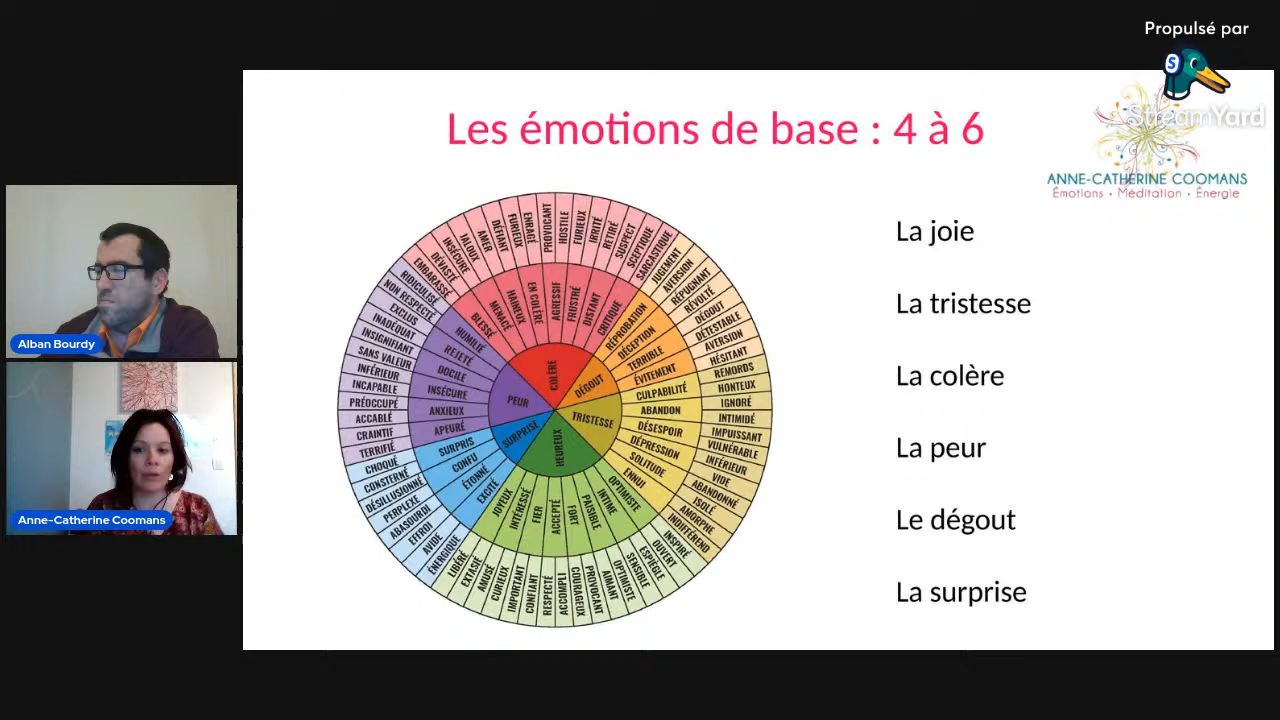 Propulsé par
S
StreamYard
Les émotions de base : 4 à 6
ANNE-CATHERINE COOMANS
Émotions • Méditation • Énergie
La joie
La tristesse
La colère
La peur
Le dégout
La surprise
Alban Bourdy
Anne-Catherine Coomans
COLÈRE
DÉGOUT
TRISTESSE
HEUREUX
SURPRISE
PEUR
BLESSÉ
MENACÉ
HAINEUX
EN COLÈRE
AGRESSIF
FRUSTRÉ
DISTANT
CRITIQUE
RÉPROBATION
DÉCEPTION
TERRIBLE
ÉVITEMENT
CULPABILITÉ
ABANDON
DÉSESPOIR
DÉPRESSION
SOLITUDE
ENNUI
OPTIMISTE
INTIME
PAISIBLE
FORT
ACCEPTÉ
FIER
INTÉRESSÉ
JOYEUX
EXCITÉ
ÉTONNÉ
CONFU
SURPRIS
APEURÉ
ANXIEUX
INSÉCURE
DOCILE
REJETÉ
HUMILIÉ
EMBARASSÉ
DÉVASTÉ
INSÉCURE
JALOUX
AMER
DÉFIANT
FURIEUX
ENRAGÉ
PROVOCANT
HOSTILE
FURIEUX
IRRITÉ
RETIRÉ
SUSPECT
SCEPTIQUE
SARCASTIQUE
JUGEMENT
AVERSION
RÉPUGNANT
RÉVOLTÉ
DÉGOUT
DÉTESTABLE
AVERSION
HÉSITANT
REMORDS
HONTEUX
IGNORÉ
INTIMIDÉ
IMPUISSANT
VULNÉRABLE
INFÉRIEUR
VIDE
ABANDONNÉ
ISOLÉ
AMORPHE
INDIFFÉREND
INSPIRÉ
OUVERT
ESPIÈGLE
SENSIBLE
OPTIMISTE
AIMANT
PROVOCANT
COURAGEUX
ACCOMPLI
RESPECTÉ
CONFIANT
IMPORTANT
CURIEUX
AMUSÉ
EXTASIÉ
LIBÉRÉ
ÉNERGIQUE
AVIDE
EFFROI
ABASOURDI
PERPLEXE
DÉSILLUSIONNÉ
CONSTERNÉ
CHOQUÉ
TERRIFIÉ
CRAINTIF
ACCABLÉ
PRÉOCCUPÉ
INCAPABLE
INFÉRIEUR
SANS VALEUR
INSIGNIFIANT
INADÉQUAT
EXCLUS
NON RESPECTÉ
RIDICULISÉ